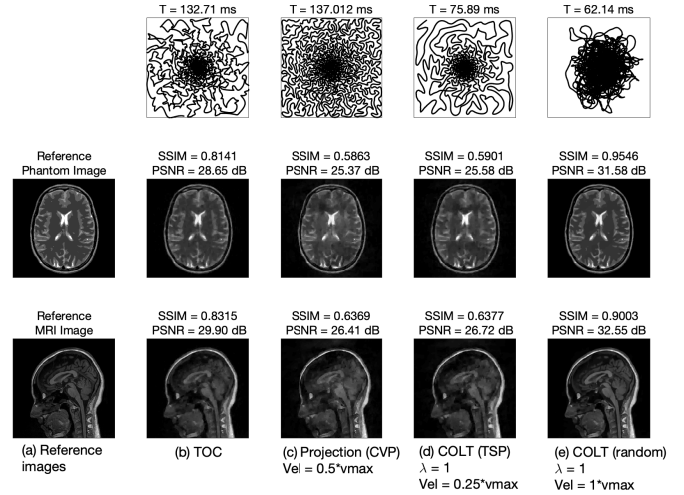 T = 132.71 ms
T = 137.012 ms
T = 75.89 ms
T = 62.14 ms
Reference
Phantom Image
SSIM = 0.8141
PSNR = 28.65 dB
SSIM = 0.5863
PSNR = 25.37 dB
SSIM = 0.5901
PSNR = 25.58 dB
SSIM = 0.9546
PSNR = 31.58 dB
Reference
MRI Image
SSIM = 0.8315
PSNR = 29.90 dB
SSIM = 0.6369
PSNR = 26.41 dB
SSIM = 0.6377
PSNR = 26.72 dB
SSIM = 0.9003
PSNR = 32.55 dB
(a) Reference
images
(b) TOC
(c) Projection (CVP)
Vel = 0.5*vmax
(d) COLT (TSP)
λ = 1
Vel = 0.25*vmax
(e) COLT (random)
λ = 1
Vel = 1*vmax